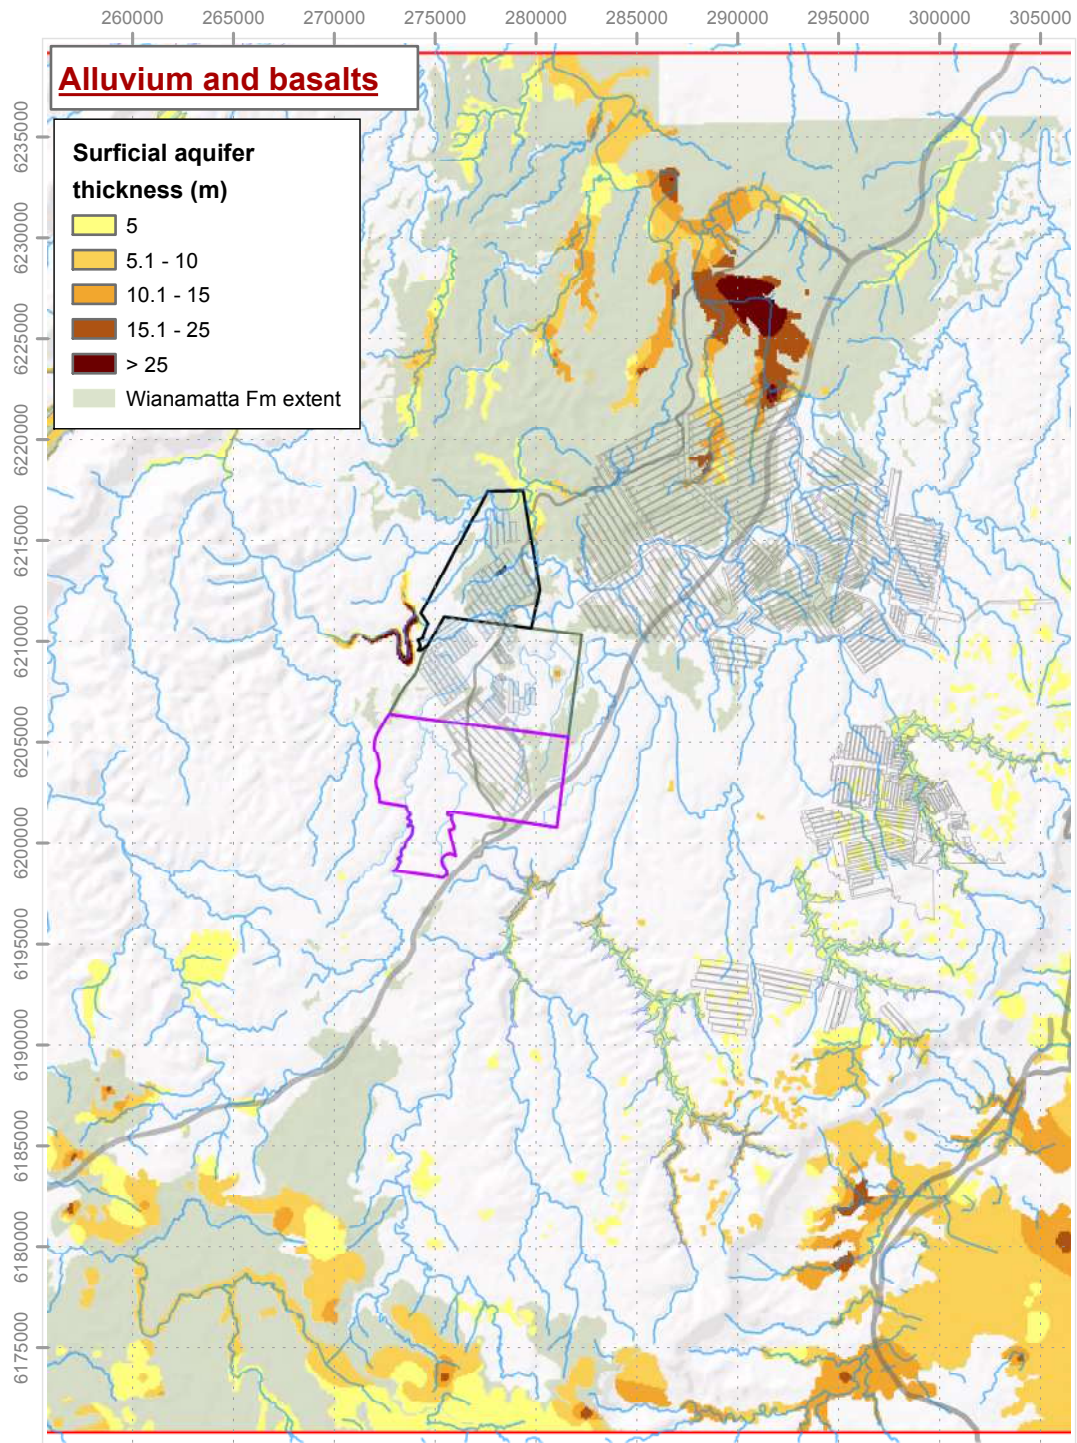 260000 265000 270000 275000 280000 285000 290000 295000 300000 305000
Alluvium and basalts
Surficial aquifer
thickness (m)
5
5.1 - 10
10.1 - 15
15.1 - 25
> 25
Wianamatta Fm extent
6235000
6230000
6225000
6220000
6215000
6210000
6205000
6200000
6195000
6190000
6185000
6180000
6175000